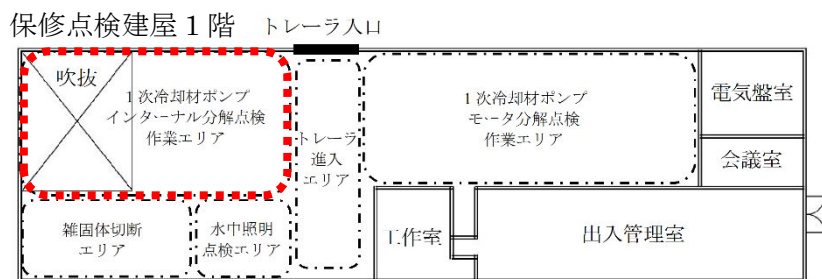 保修点検建屋1階
トレーラ入口
吹抜
1次冷却材ポンプ
インターナル分解点検
作業エリア
トレーラ
進入
エリア
1次冷却材ポンプ
モータ分解点検
作業エリア
電気盤室
会議室
雑固体切断
エリア
水中照明
点検エリア
工作室
出入管理室